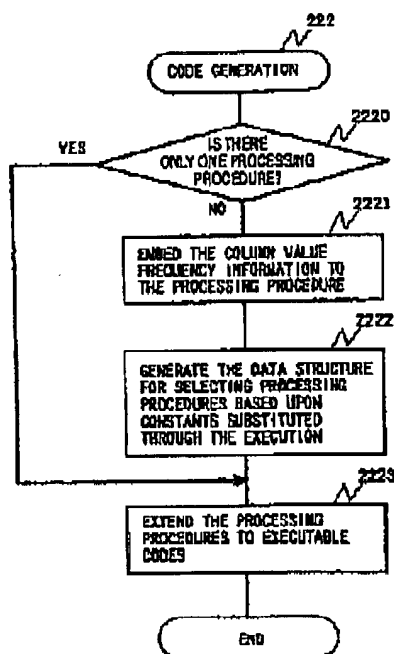 222
CODE GENERATION
2220
YES
IS THERE
ONLY ONE PROCESSING
PROCEDURE?
NO
2221
EMBED THE COLUMN VALUE
FREQUENCY INFORMATION TO
THE PROCESSING PROCEDURE
2222
GENERATE THE DATA STRUCTURE
FOR SELECTING PROCESSING
PROCEDURES BASED UPON
CONSTANTS SUBSTITUTED
THROUGH THE EXECUTION
2223
EXTEND THE PROCESSING
PROCEDURES TO EXECUTABLE
CODES
END